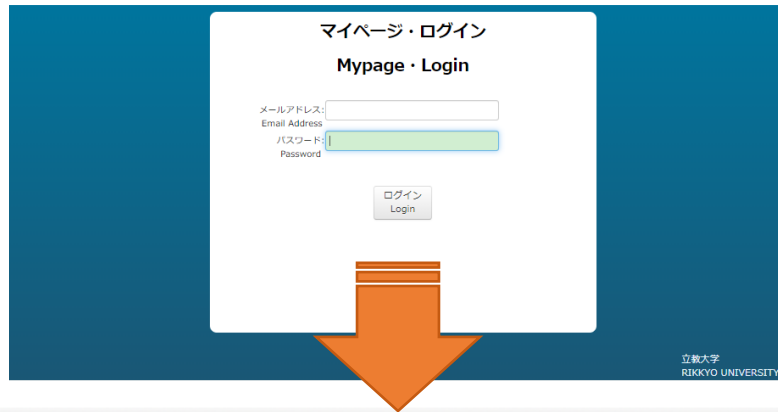 マイページ・ログイン
Mypage・Login
メールアドレス:
Email Address
パスワード:
Password
ログイン
Login
立教大学
RIKKYO UNIVERSITY